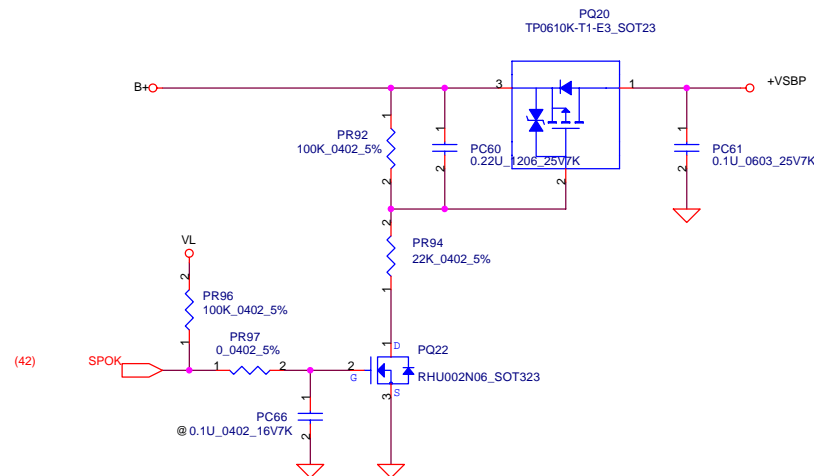 PQ20
TP0610K-T1-E3_SOT23
B+
3
1
+VSBP
1
PR92
100K_0402_5%
2
1
PC60
0.22U_1206_25V7K
2
2
1
PC61
0.1U_0603_25V7K
2
VL
2
PR94
22K_0402_5%
1
2
PR96
100K_0402_5%
1
PR97
0_0402_5%
(42)
SPOK
1
2
2
G
1
D
PQ22
RHU002N06_SOT323
S
3
1
PC66
@ 0.1U_0402_16V7K
2